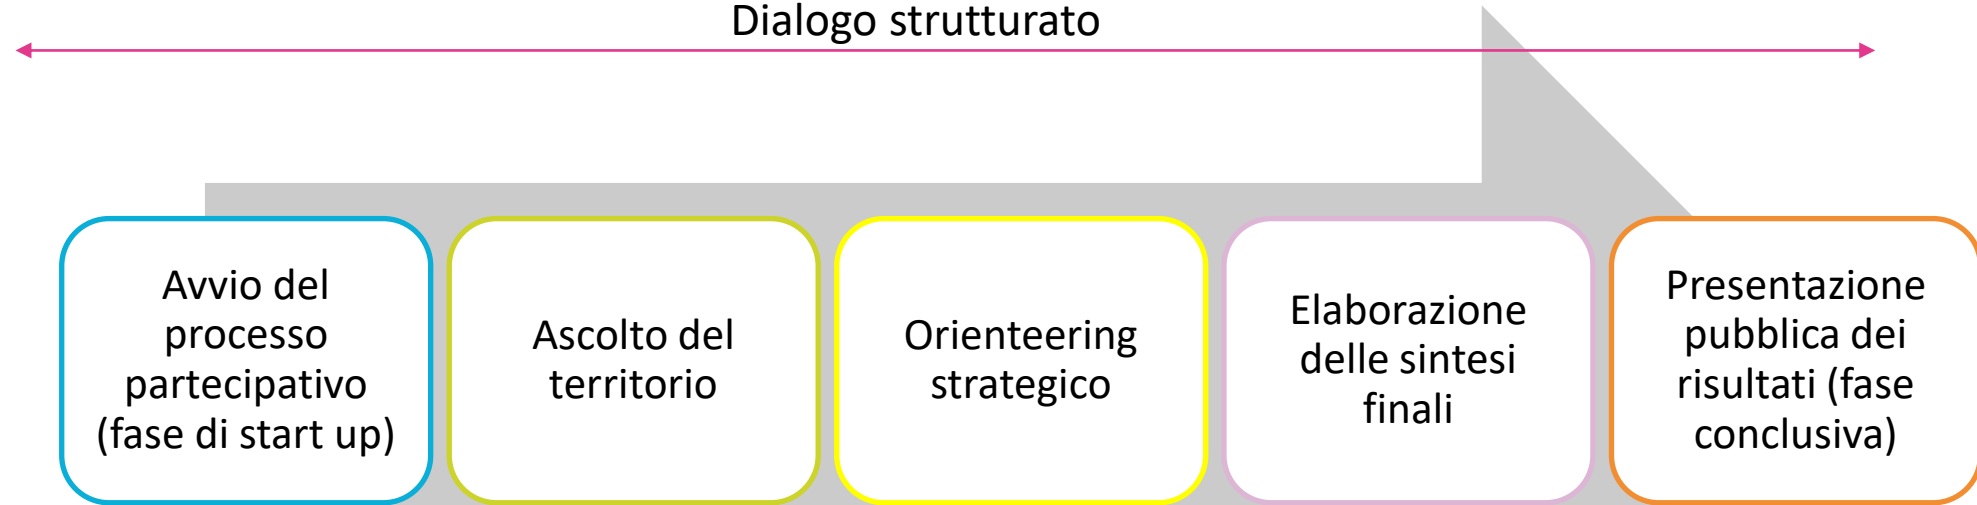 Dialogo strutturato
Avvio del
processo
partecipativo
(fase di start up)
Ascolto del
territorio
Orienteering
strategico
Elaborazione
delle sintesi
finali
Presentazione
pubblica dei
risultati (fase
conclusiva)